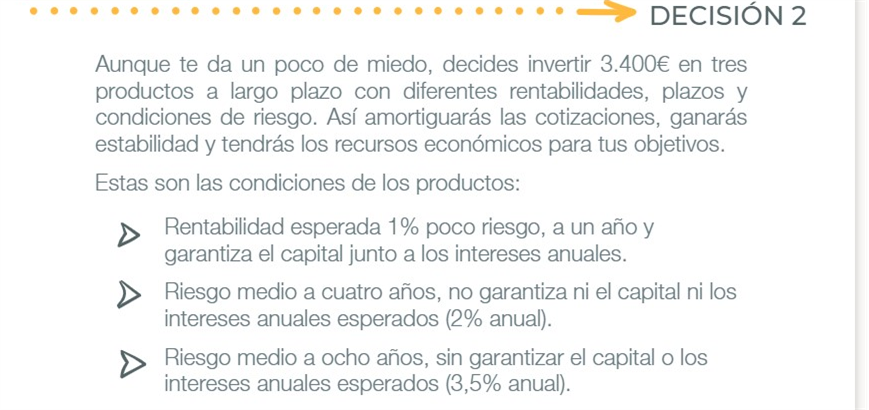 DECISIÓN 2
Aunque te da un poco de miedo, decides invertir 3.400€ en tres
productos a largo plazo con diferentes rentabilidades, plazos y
condiciones de riesgo. Así amortiguarás las cotizaciones, ganarás
estabilidad y tendrás los recursos económicos para tus objetivos.
Estas son las condiciones de los productos:
Rentabilidad esperada 1% poco riesgo, a un año y
garantiza el capital junto a los intereses anuales.
Riesgo medio a cuatro años, no garantiza ni el capital ni los
intereses anuales esperados (2% anual).
Riesgo medio a ocho años, sin garantizar el capital o los
intereses anuales esperados (3,5% anual).